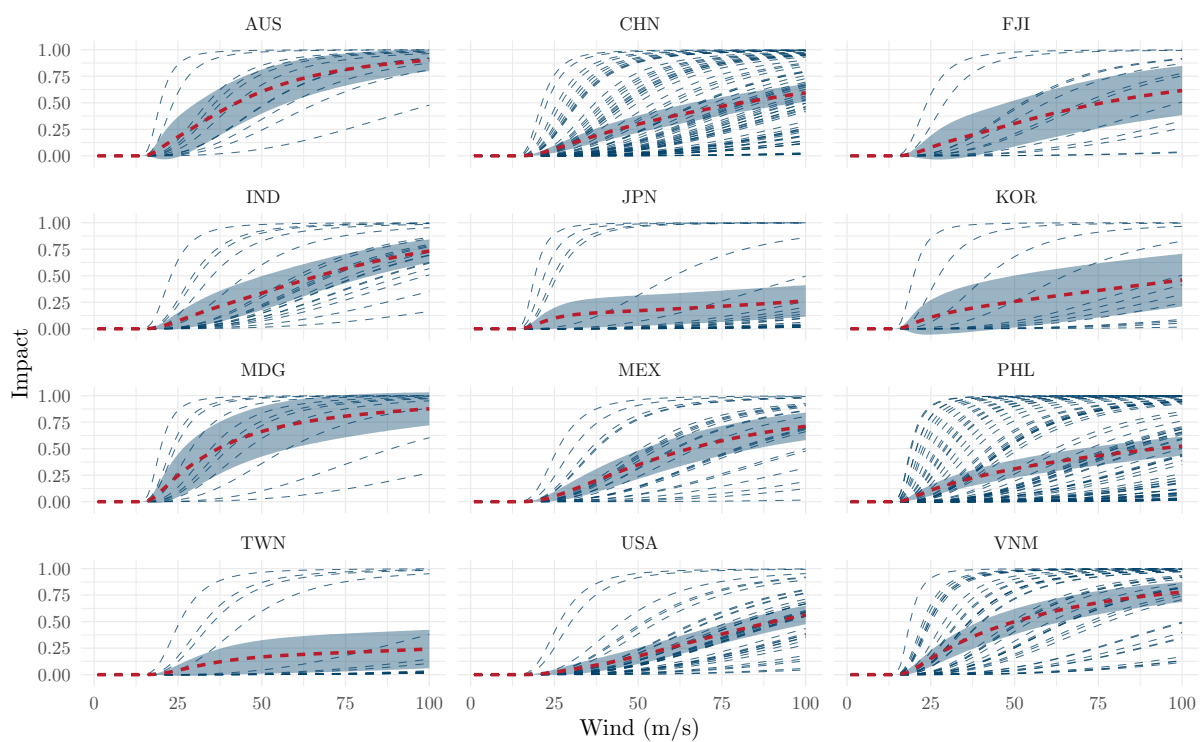 AUS CHN FJI
1.00
0.75
0.50
0.25
0.00
IND JPN KOR
1.00
0.75
0.50
0.25
0.00
Impact
MDG MEX PHL
1.00
0.75
0.50
0.25
0.00
TWN USA VNM
1.00
0.75
0.50
0.25
0.00
0 25 50 75 100 0 25 50 75 100 0 25 50 75 100
Wind (m/s)